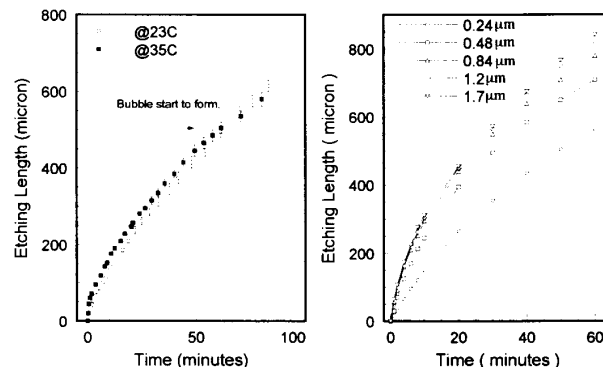 800
600
400
200
0
Etching Length (micron)
@23C
@35C
Bubble start to form.
0
50
100
Time (minutes)
800
600
400
200
0
Etching Length ( micron )
0.24μm
0.48μm
0.84μm
1.2μm
1.7μm
0
20
40
60
Time ( minutes )